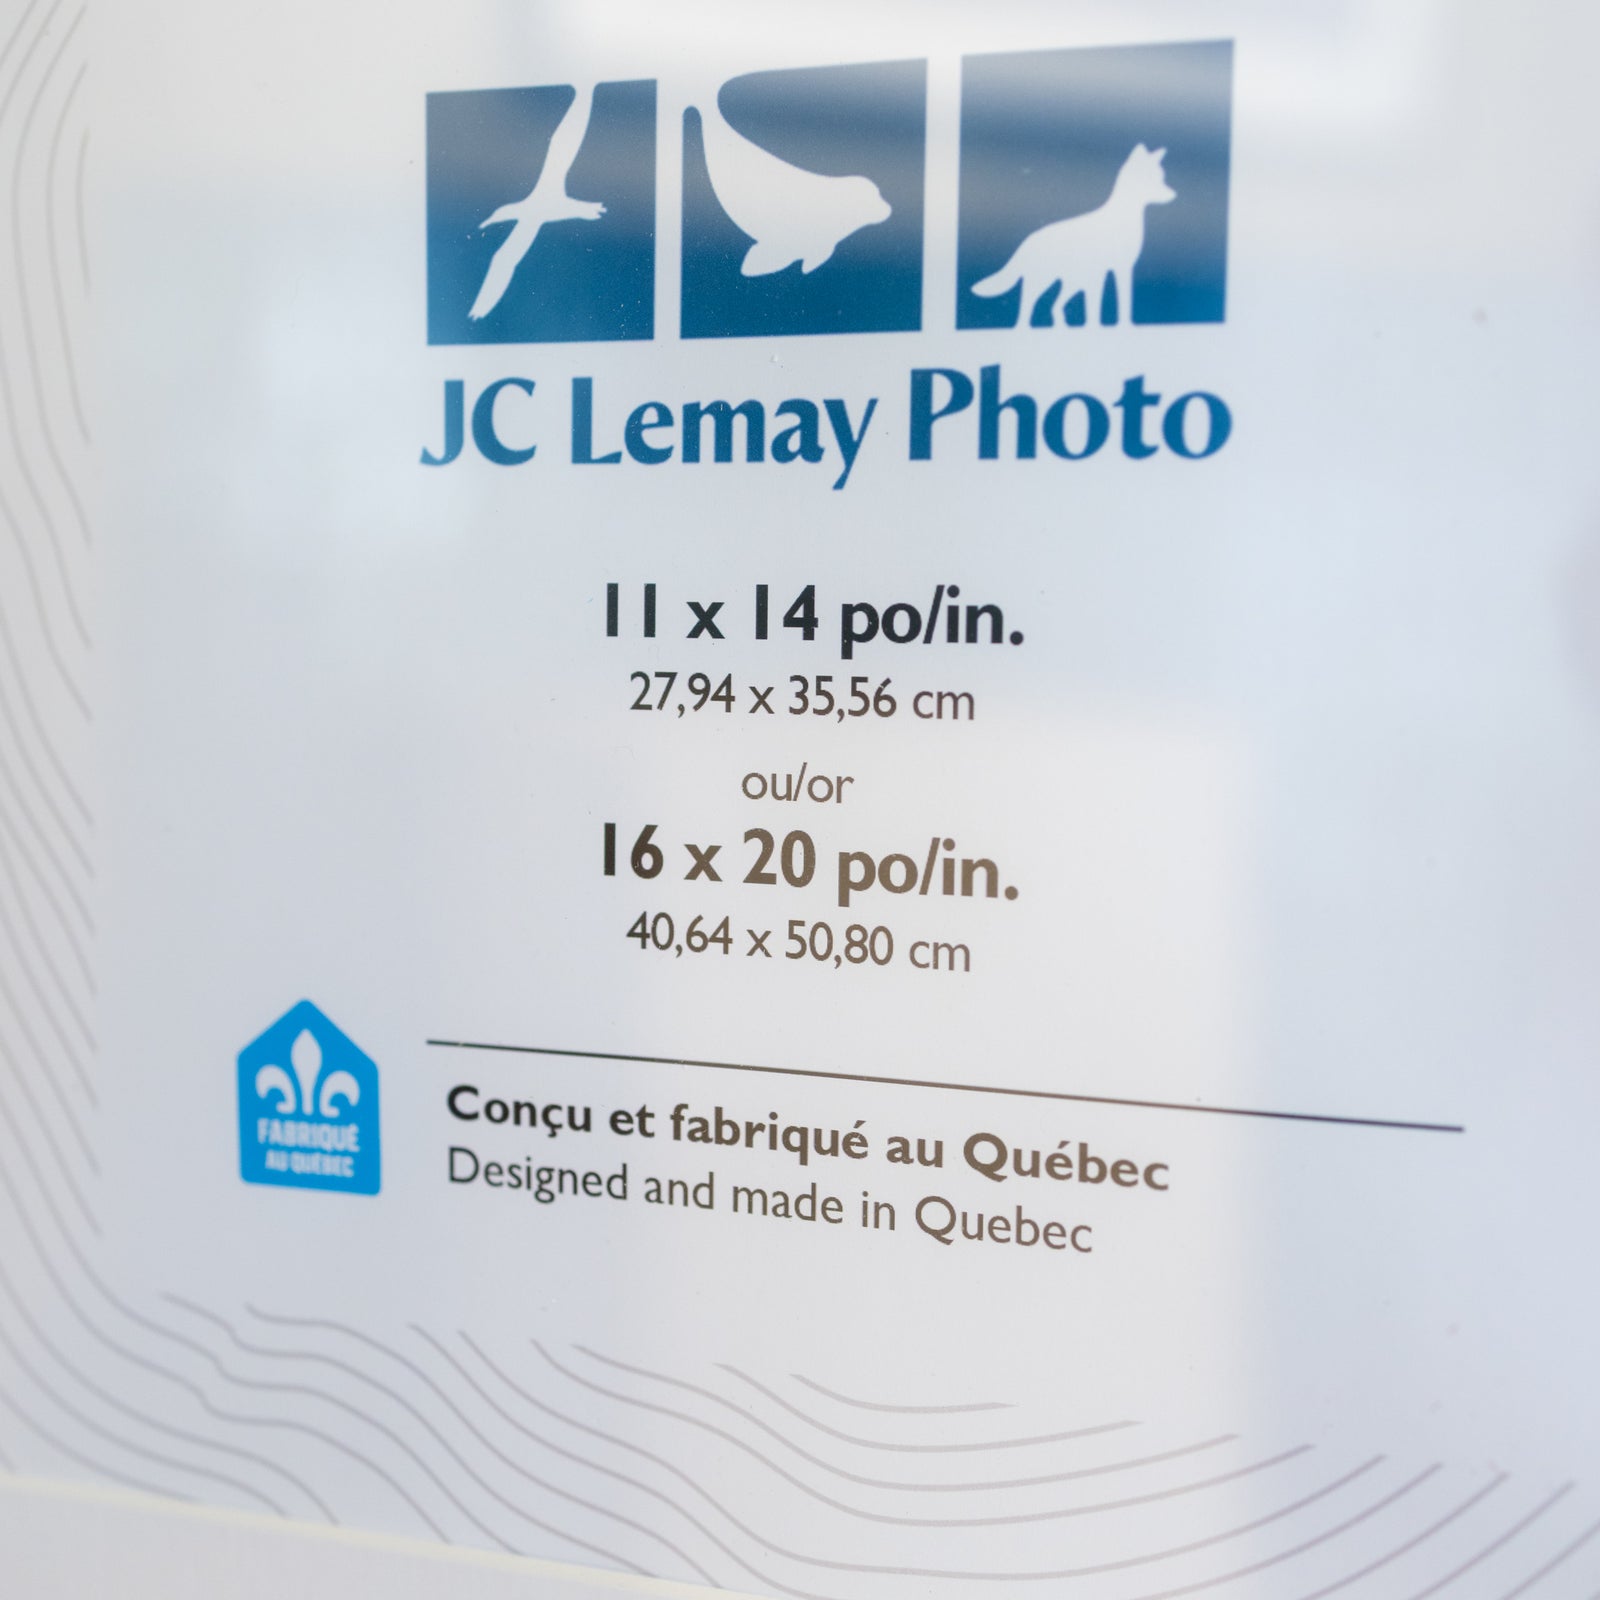 JC Lemay Photo
11 x 14 po/in.
27,94 x 35,56 cm
ou/or
16 x 20 po/in.
40,64 x 50,80 cm
FABRIQUÉ
AU QUÉBEC
Conçu et fabriqué au Québec
Designed and made in Quebec